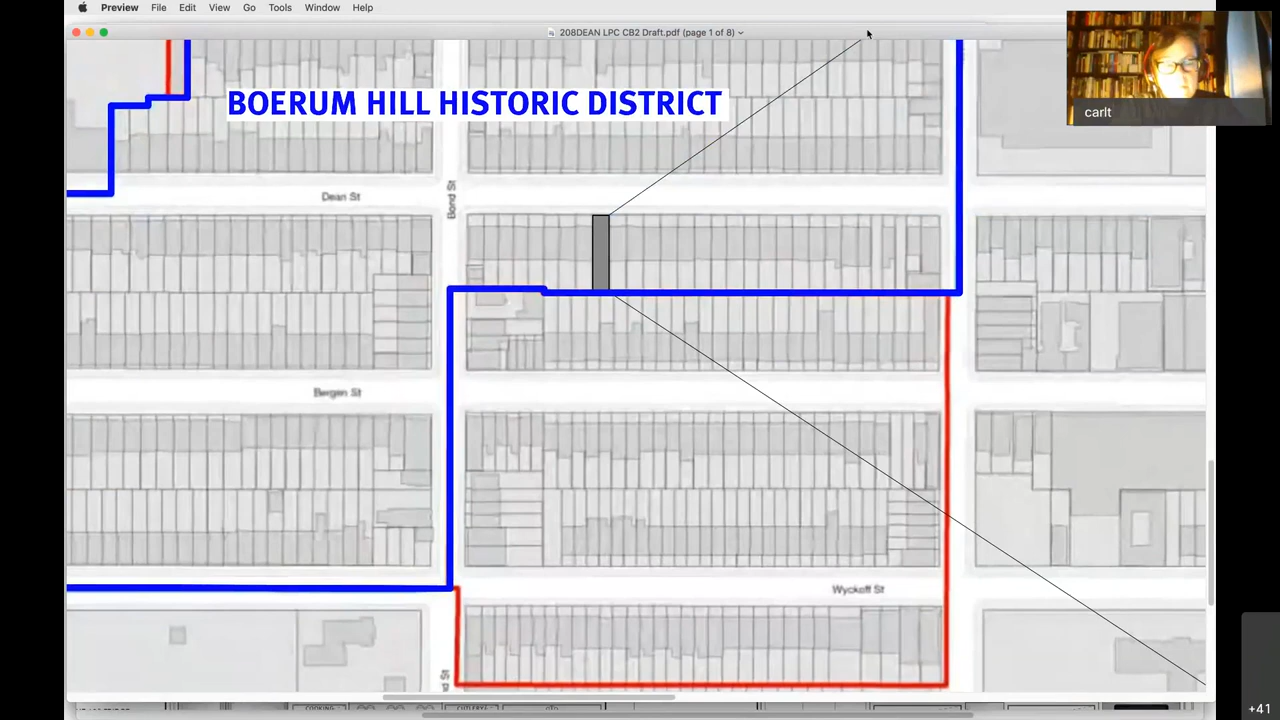 Preview File Edit View Go Tools Window Help
208DEAN LPC CB2 Draft.pdf (page 1 of 8)
carlt
BOERUM HILL HISTORIC DISTRICT
Dean St
Bond St
Bergen St
Wyckoff St
+41